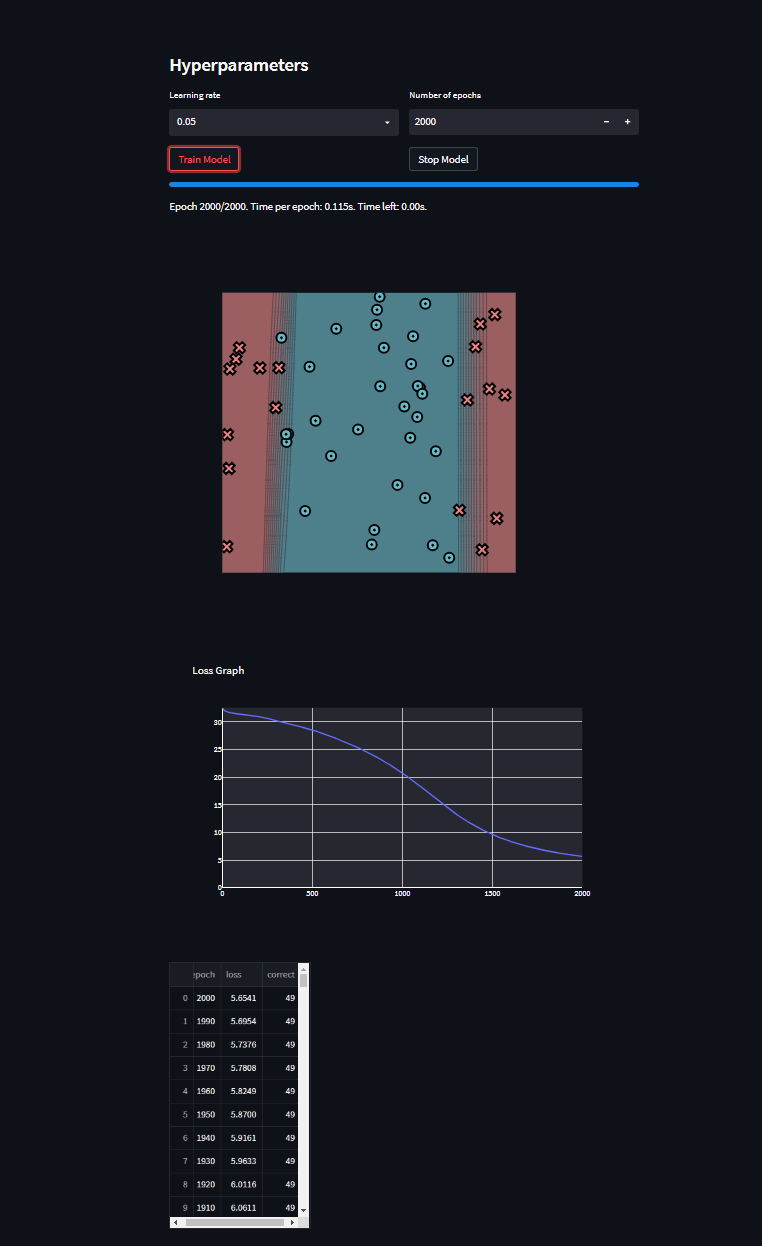 Hyperparameters
Learning rate Number of epochs
0.05 2000 − +
Train Model Stop Model
Epoch 2000/2000. Time per epoch: 0.115s. Time left: 0.00s.
Loss Graph
30
25
20
15
10
5
0
0 500 1000 1500 2000
epoch loss correct
0 2000 5.6541 49
1 1990 5.6954 49
2 1980 5.7376 49
3 1970 5.7808 49
4 1960 5.8249 49
5 1950 5.8700 49
6 1940 5.9161 49
7 1930 5.9633 49
8 1920 6.0116 49
9 1910 6.0611 49